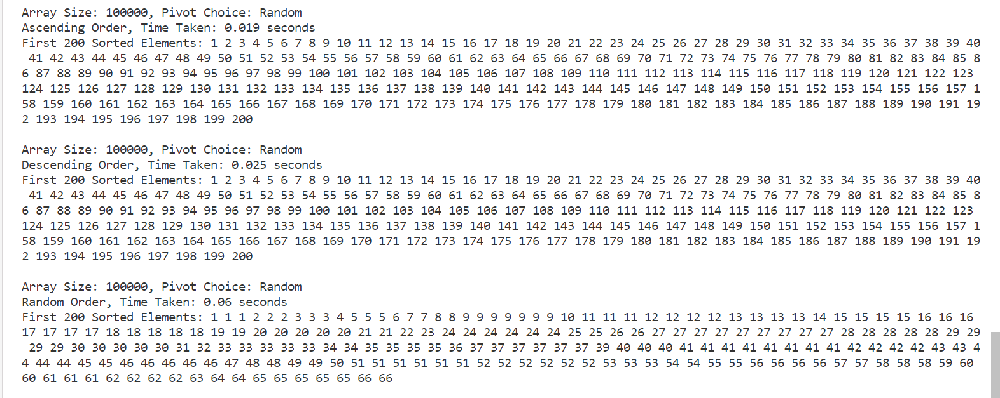 Array Size: 100000, Pivot Choice: Random
Ascending Order, Time Taken: 0.019 seconds
First 200 Sorted Elements: 1 2 3 4 5 6 7 8 9 10 11 12 13 14 15 16 17 18 19 20 21 22 23 24 25 26 27 28 29 30 31 32 33 34 35 36 37 38 39 40
41 42 43 44 45 46 47 48 49 50 51 52 53 54 55 56 57 58 59 60 61 62 63 64 65 66 67 68 69 70 71 72 73 74 75 76 77 78 79 80 81 82 83 84 85 8
6 87 88 89 90 91 92 93 94 95 96 97 98 99 100 101 102 103 104 105 106 107 108 109 110 111 112 113 114 115 116 117 118 119 120 121 122 123
124 125 126 127 128 129 130 131 132 133 134 135 136 137 138 139 140 141 142 143 144 145 146 147 148 149 150 151 152 153 154 155 156 157 1
58 159 160 161 162 163 164 165 166 167 168 169 170 171 172 173 174 175 176 177 178 179 180 181 182 183 184 185 186 187 188 189 190 191 19
2 193 194 195 196 197 198 199 200

Array Size: 100000, Pivot Choice: Random
Descending Order, Time Taken: 0.025 seconds
First 200 Sorted Elements: 1 2 3 4 5 6 7 8 9 10 11 12 13 14 15 16 17 18 19 20 21 22 23 24 25 26 27 28 29 30 31 32 33 34 35 36 37 38 39 40
41 42 43 44 45 46 47 48 49 50 51 52 53 54 55 56 57 58 59 60 61 62 63 64 65 66 67 68 69 70 71 72 73 74 75 76 77 78 79 80 81 82 83 84 85 8
6 87 88 89 90 91 92 93 94 95 96 97 98 99 100 101 102 103 104 105 106 107 108 109 110 111 112 113 114 115 116 117 118 119 120 121 122 123
124 125 126 127 128 129 130 131 132 133 134 135 136 137 138 139 140 141 142 143 144 145 146 147 148 149 150 151 152 153 154 155 156 157 1
58 159 160 161 162 163 164 165 166 167 168 169 170 171 172 173 174 175 176 177 178 179 180 181 182 183 184 185 186 187 188 189 190 191 19
2 193 194 195 196 197 198 199 200

Array Size: 100000, Pivot Choice: Random
Random Order, Time Taken: 0.06 seconds
First 200 Sorted Elements: 1 1 1 2 2 2 3 3 3 4 5 5 5 6 7 7 8 8 9 9 9 9 9 9 9 10 11 11 11 12 12 12 12 13 13 13 13 14 15 15 15 15 16 16 16
17 17 17 17 18 18 18 18 18 19 19 20 20 20 20 20 21 21 22 23 24 24 24 24 24 24 25 25 26 26 27 27 27 27 27 27 27 27 27 28 28 28 28 28 29 29
29 29 30 30 30 30 30 31 32 33 33 33 33 33 34 34 35 35 35 35 36 37 37 37 37 37 37 39 40 40 40 41 41 41 41 41 41 41 41 42 42 42 42 43 43 4
4 44 44 45 45 46 46 46 46 46 47 48 48 49 49 50 51 51 51 51 51 51 52 52 52 52 52 52 53 53 53 54 54 55 55 56 56 56 56 57 57 58 58 58 59 60
60 61 61 61 62 62 62 62 63 64 64 65 65 65 65 65 66 66